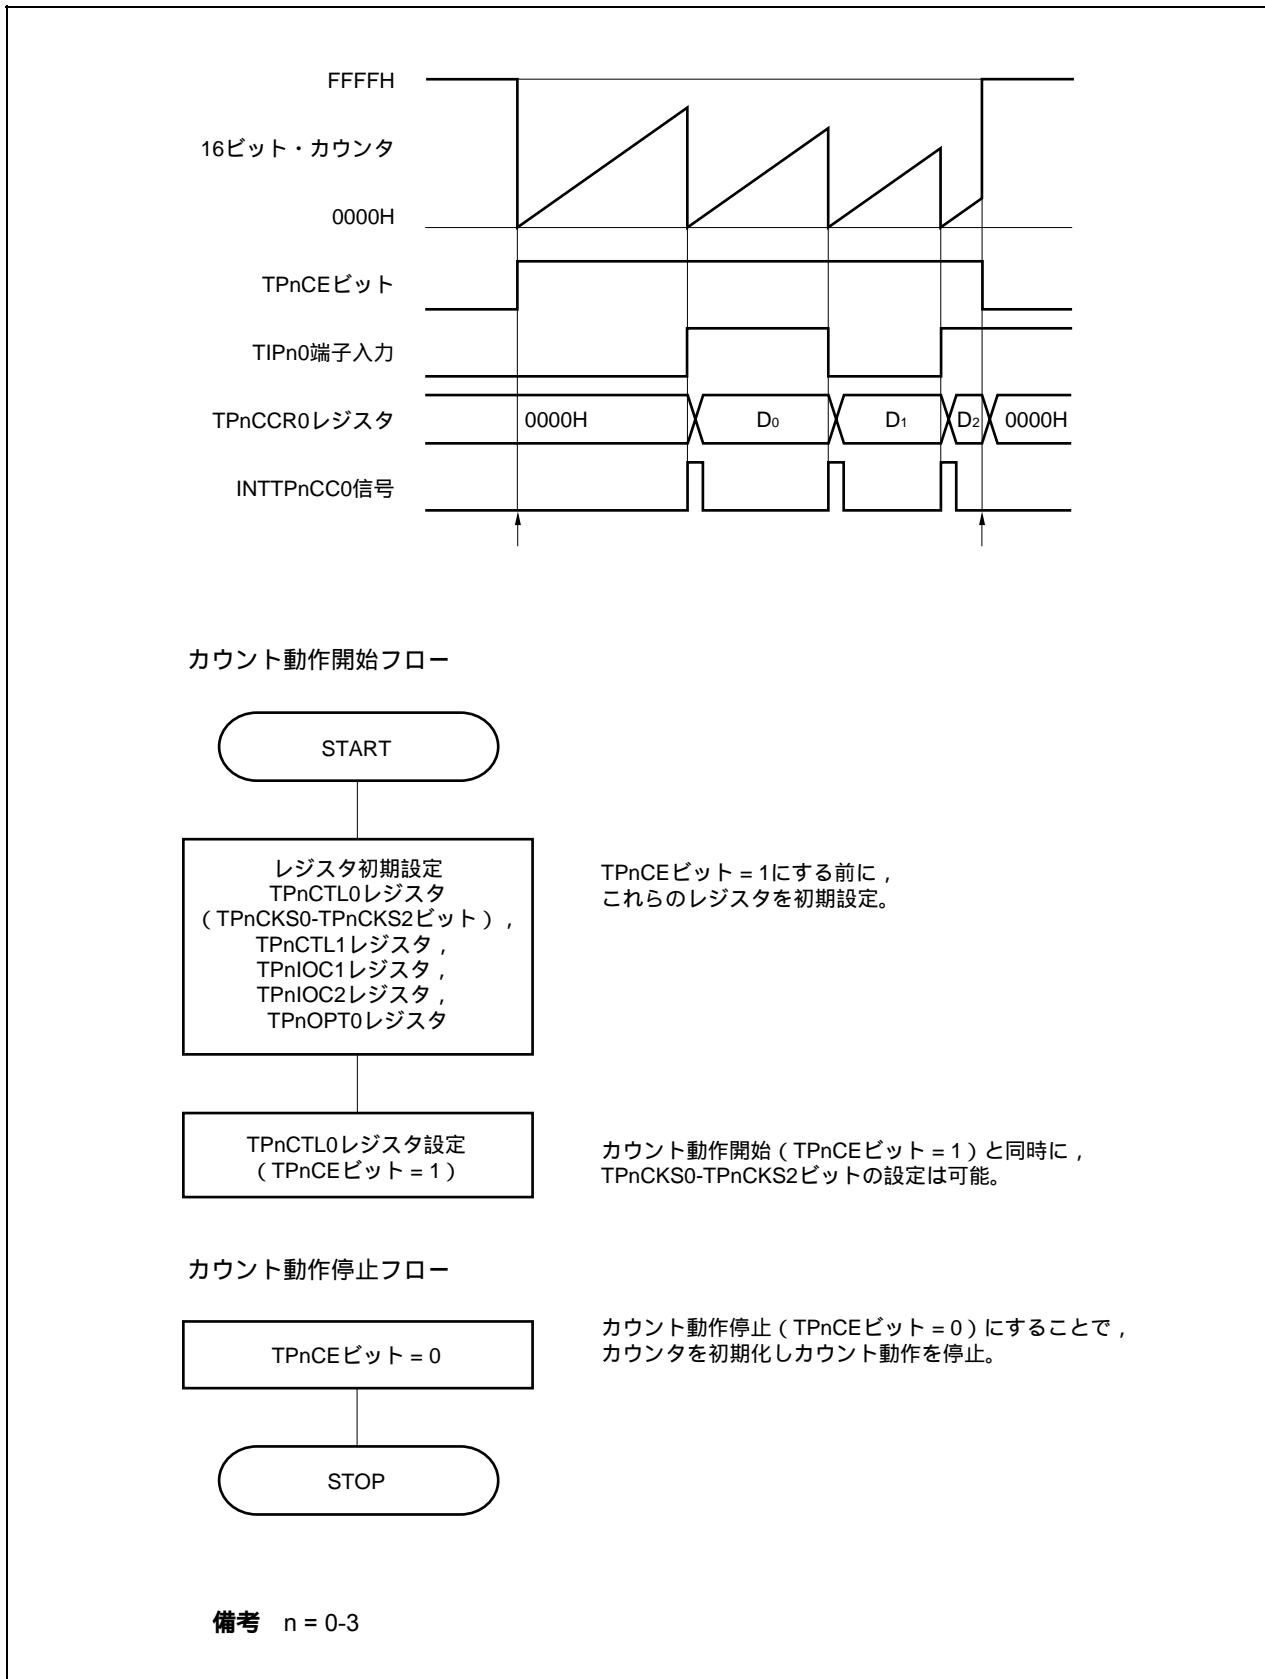 FFFFH
16ビット・カウンタ
0000H
TPnCEビット
TIPn0端子入力
TPnCCR0レジスタ
0000H
D0
D1
D2
0000H
INTTPnCC0信号
カウント動作開始フロー
START
レジスタ初期設定
TPnCTL0レジスタ
(TPnCKS0-TPnCKS2ビット),
TPnCTL1レジスタ,
TPnIOC1レジスタ,
TPnIOC2レジスタ,
TPnOPT0レジスタ
TPnCEビット = 1にする前に,
これらのレジスタを初期設定。
TPnCTL0レジスタ設定
(TPnCEビット = 1)
カウント動作開始(TPnCEビット = 1)と同時に,
TPnCKS0-TPnCKS2ビットの設定は可能。
カウント動作停止フロー
TPnCEビット = 0
カウント動作停止(TPnCEビット = 0)にすることで,
カウンタを初期化しカウント動作を停止。
STOP
備考 n = 0-3